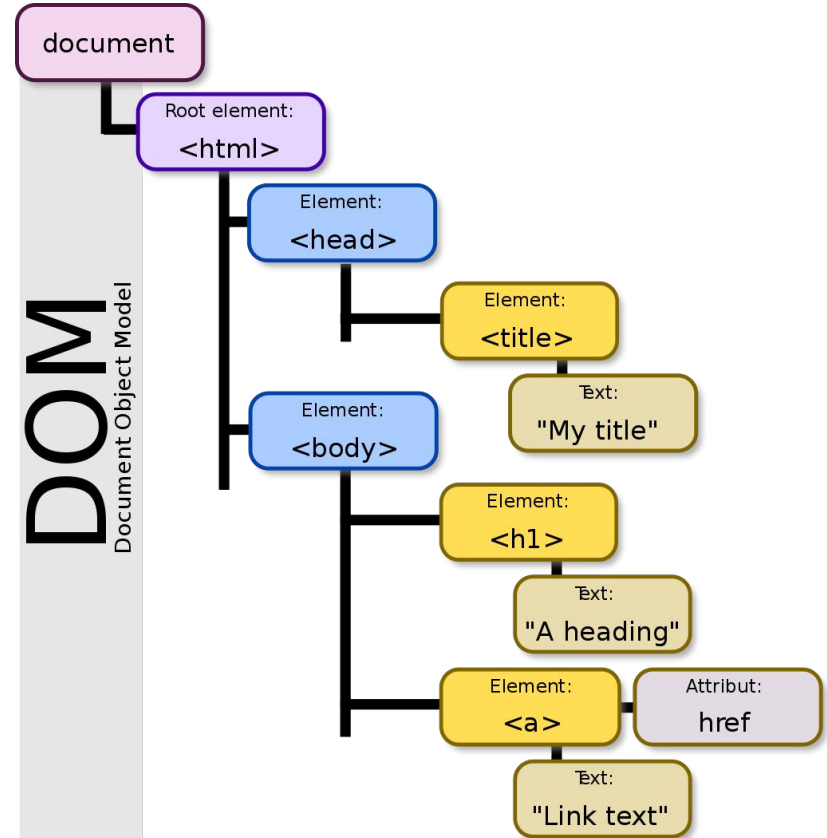 document
Root element:
<html>
Element:
<head>
Element:
<title>
Text:
"My title"
Element:
<body>
Element:
<h1>
Text:
"A heading"
Element:
<a>
Attribut:
href
Text:
"Link text"
DOM
Document Object Model